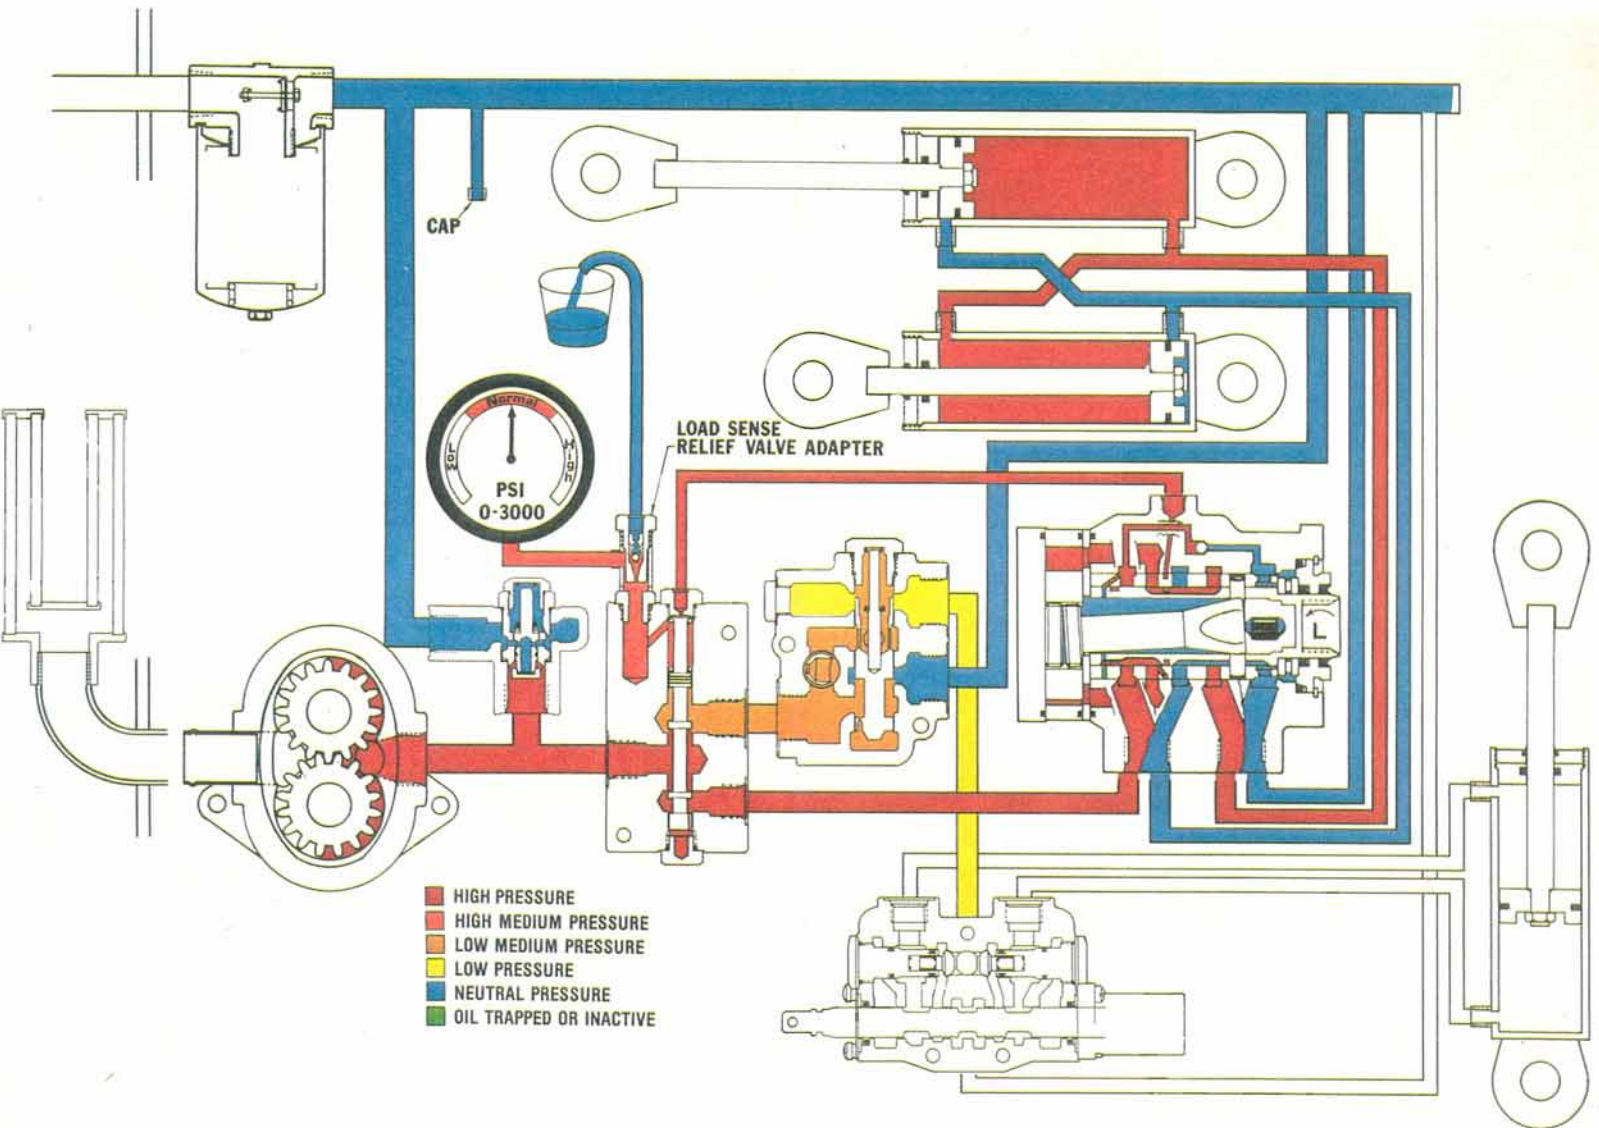 CAP
Normal
Low
High
PSI
0-3000
LOAD SENSE
RELIEF VALVE ADAPTER
L
HIGH PRESSURE
HIGH MEDIUM PRESSURE
LOW MEDIUM PRESSURE
LOW PRESSURE
NEUTRAL PRESSURE
OIL TRAPPED OR INACTIVE